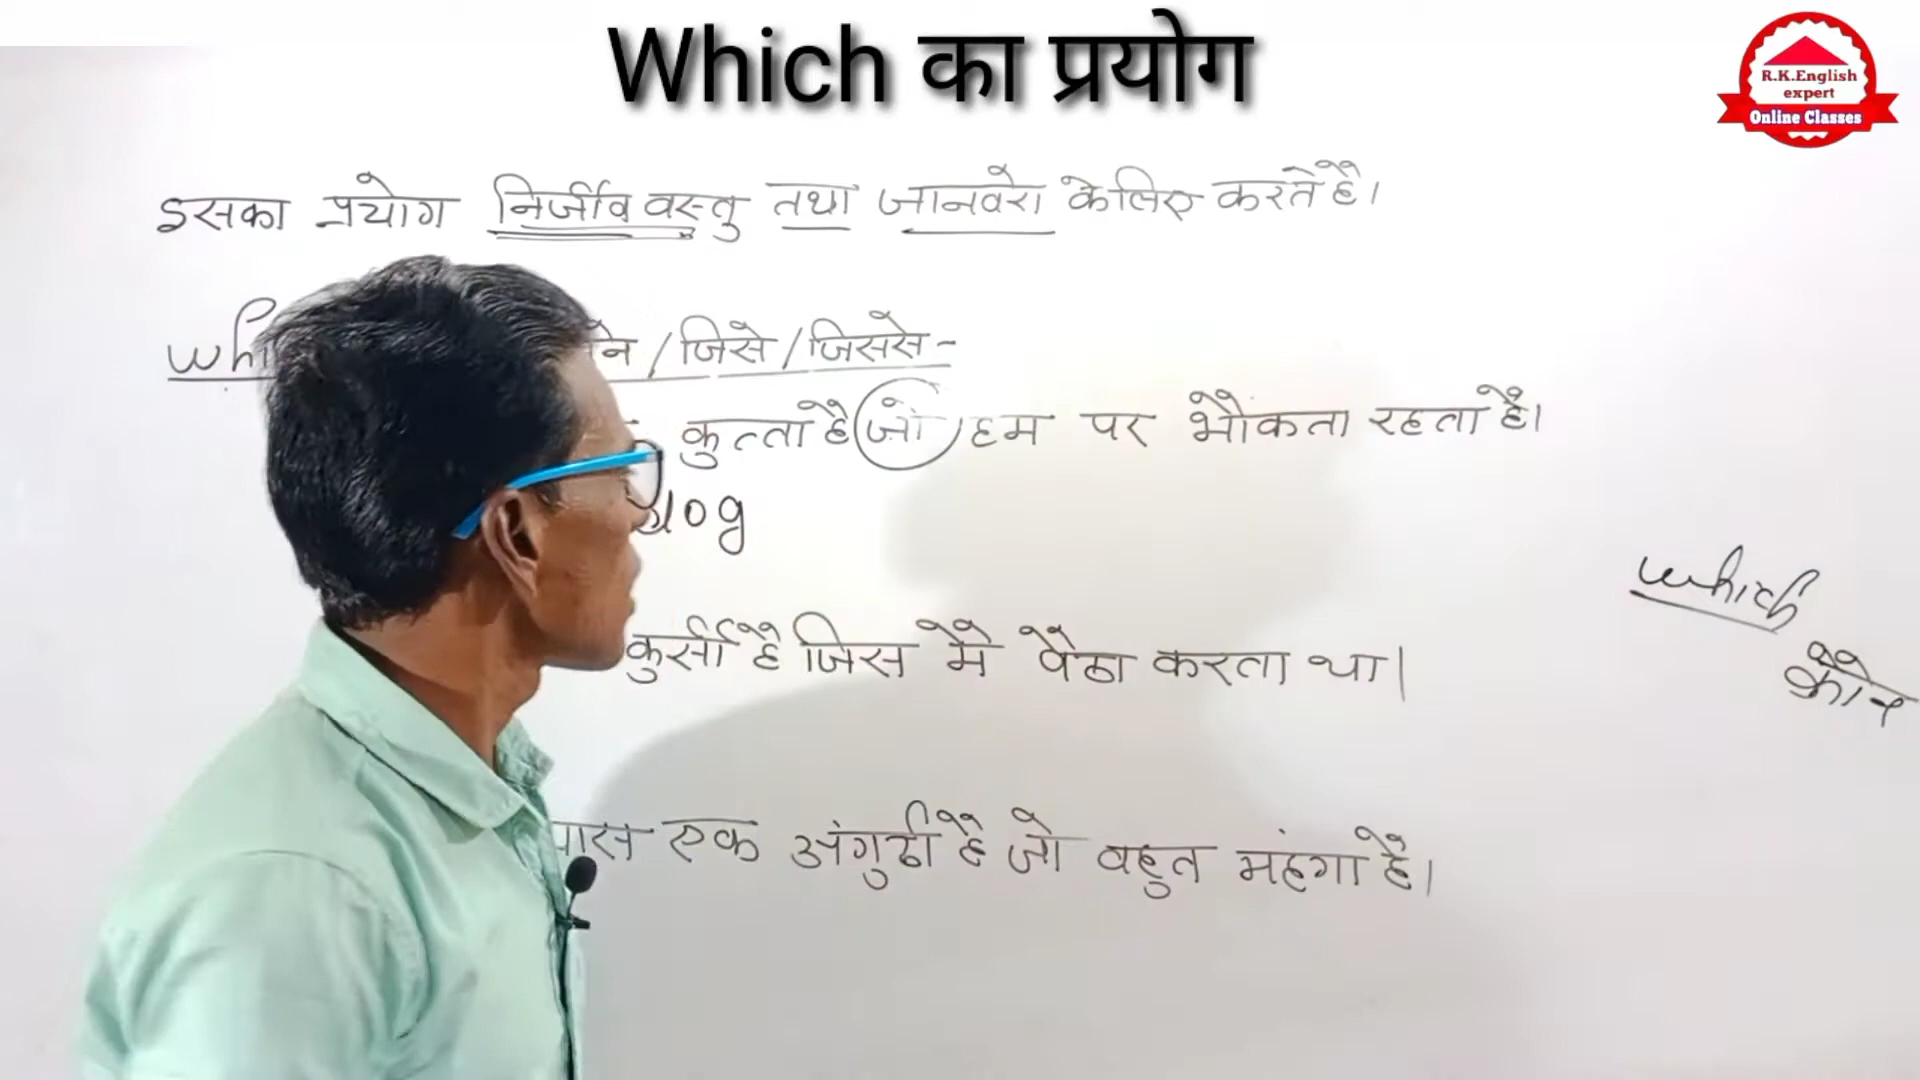 Which का प्रयोग
R.K.English
expert
Online Classes
इसका प्रयोग निर्जीव वस्तु तथा जानवरो के लिए करते है।
/ जिसे / जिससे -
कुत्ता है जो हम पर भौंकता रहता है।
dog
which
कौन
कुर्सी है जिस मे बैठा करता था।
पास एक अंगुठी है जो बहुत महंगा है।